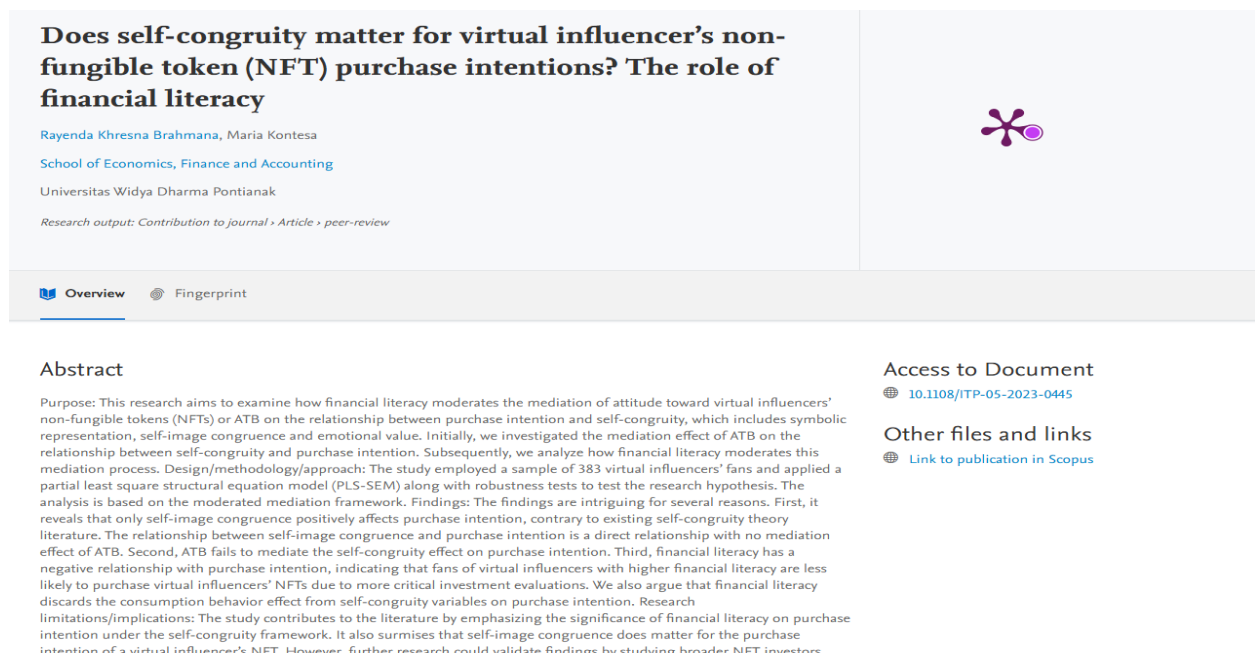 Does self-congruity matter for virtual influencer's non-
fungible token (NFT) purchase intentions? The role of
financial literacy
Rayenda Khresna Brahmana, Maria Kontesa
School of Economics, Finance and Accounting
Universitas Widya Dharma Pontianak
Research output: Contribution to journal › Article › peer-review
Overview
Fingerprint
Abstract
Purpose: This research aims to examine how financial literacy moderates the mediation of attitude toward virtual influencers'
non-fungible tokens (NFTs) or ATB on the relationship between purchase intention and self-congruity, which includes symbolic
representation, self-image congruence and emotional value. Initially, we investigated the mediation effect of ATB on the
relationship between self-congruity and purchase intention. Subsequently, we analyze how financial literacy moderates this
mediation process. Design/methodology/approach: The study employed a sample of 383 virtual influencers' fans and applied a
partial least square structural equation model (PLS-SEM) along with robustness tests to test the research hypothesis. The
analysis is based on the moderated mediation framework. Findings: The findings are intriguing for several reasons. First, it
reveals that only self-image congruence positively affects purchase intention, contrary to existing self-congruity theory
literature. The relationship between self-image congruence and purchase intention is a direct relationship with no mediation
effect of ATB. Second, ATB fails to mediate the self-congruity effect on purchase intention. Third, financial literacy has a
negative relationship with purchase intention, indicating that fans of virtual influencers with higher financial literacy are less
likely to purchase virtual influencers' NFTs due to more critical investment evaluations. We also argue that financial literacy
discards the consumption behavior effect from self-congruity variables on purchase intention. Research
limitations/implications: The study contributes to the literature by emphasizing the significance of financial literacy on purchase
intention under the self-congruity framework. It also surmises that self-image congruence does matter for the purchase
intention of a virtual influencer's NFT. However, further research could validate findings by studying broader NFT investors
Access to Document
10.1108/ITP-05-2023-0445
Other files and links
Link to publication in Scopus